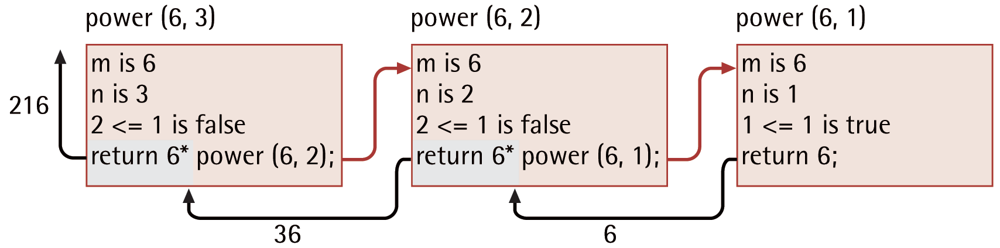 power (6, 3)
m is 6
n is 3
2 <= 1 is false
return 6* power (6, 2);
216
36
power (6, 2)
m is 6
n is 2
2 <= 1 is false
return 6* power (6, 1);
6
power (6, 1)
m is 6
n is 1
1 <= 1 is true
return 6;